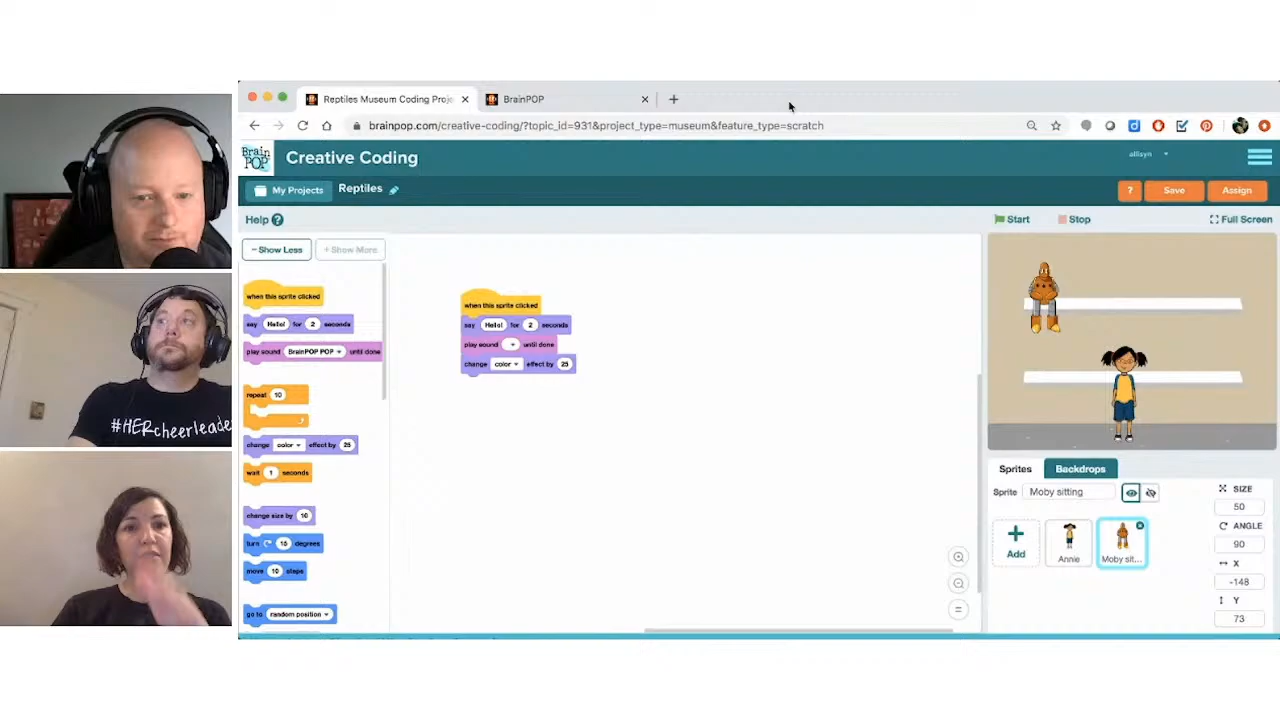 Reptiles Museum Coding Proje
BrainPOP
brainpop.com/creative-coding/?topic_id=931&project_type=museum&feature_type=scratch
Brain POP
Creative Coding
allisyn
My Projects
Reptiles
?
Save
Assign
Help ?
Start
Stop
Full Screen
− Show Less
+ Show More
when this sprite clicked
say Hello! for 2 seconds
play sound BrainPOP POP until done
repeat 10
change color effect by 25
wait 1 seconds
change size by 10
turn 15 degrees
move 10 steps
go to random position
when this sprite clicked
say Hello! for 2 seconds
play sound until done
change color effect by 25
Sprites
Backdrops
Sprite Moby sitting
+
Add
Annie
Moby sit...
SIZE
50
ANGLE
90
X
-148
Y
73
#HERcheerleade